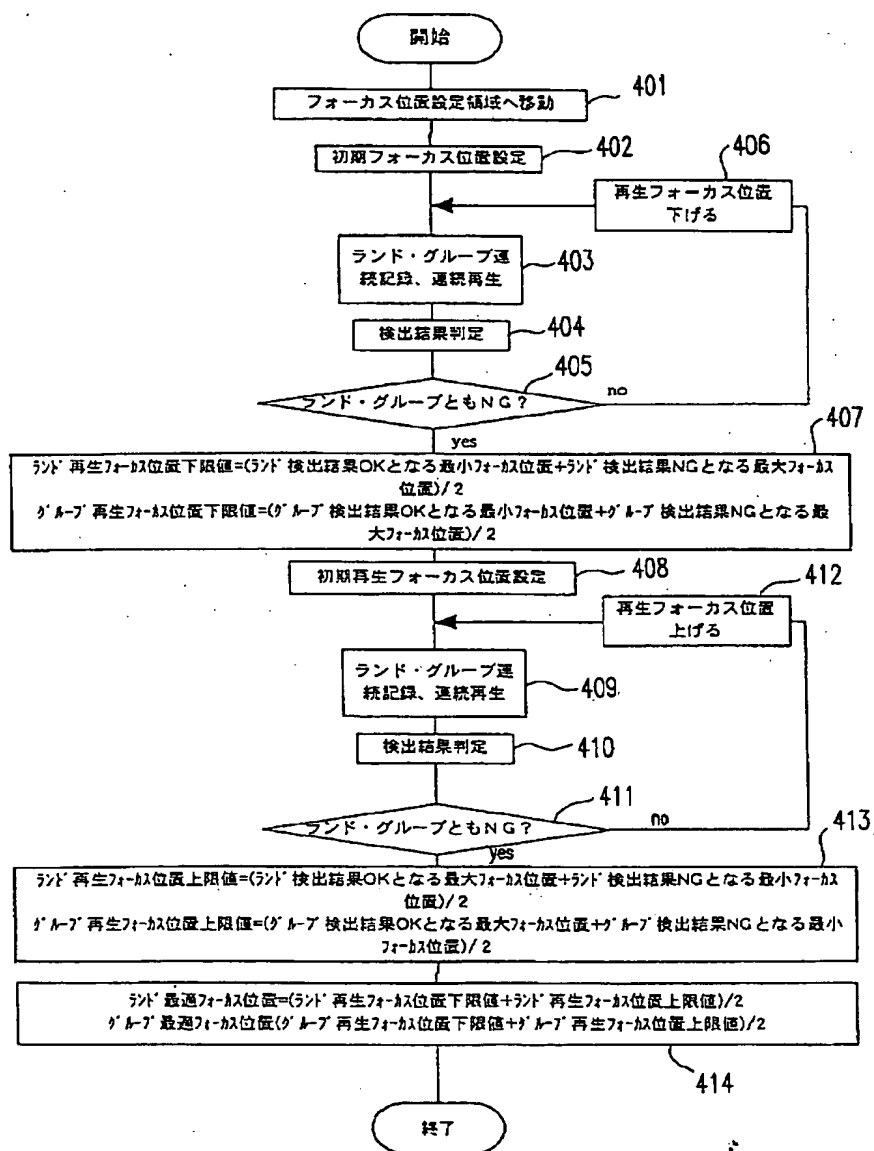 開始
フォーカス位置設定領域へ移動
401
初期フォーカス位置設定
402
406
再生フォーカス位置
下げる
ランド・グループ連
続記録、連続再生
403
検出結果判定
404
405
ランド・グループともNG?
no
yes
407
ﾗﾝﾄﾞ再生ﾌｫｰｶｽ位置下限値=(ﾗﾝﾄﾞ検出結果OKとなる最小ﾌｫｰｶｽ位置+ﾗﾝﾄﾞ検出結果NGとなる最大ﾌｫｰｶｽ
位置)/2
ｸﾞﾙｰﾌﾞ再生ﾌｫｰｶｽ位置下限値=(ｸﾞﾙｰﾌﾞ検出結果OKとなる最小ﾌｫｰｶｽ位置+ｸﾞﾙｰﾌﾞ検出結果NGとなる最
大ﾌｫｰｶｽ位置)/2
初期再生フォーカス位置設定
408
412
再生フォーカス位置
上げる
ランド・グループ連
続記録、連続再生
409
検出結果判定
410
411
ランド・グループともNG?
no
yes
413
ﾗﾝﾄﾞ再生ﾌｫｰｶｽ位置上限値=(ﾗﾝﾄﾞ検出結果OKとなる最大ﾌｫｰｶｽ位置+ﾗﾝﾄﾞ検出結果NGとなる最小ﾌｫｰｶｽ
位置)/2
ｸﾞﾙｰﾌﾞ再生ﾌｫｰｶｽ位置上限値=(ｸﾞﾙｰﾌﾞ検出結果OKとなる最大ﾌｫｰｶｽ位置+ｸﾞﾙｰﾌﾞ検出結果NGとなる最小
ﾌｫｰｶｽ位置)/2
ﾗﾝﾄﾞ最適ﾌｫｰｶｽ位置=(ﾗﾝﾄﾞ再生ﾌｫｰｶｽ位置下限値+ﾗﾝﾄﾞ再生ﾌｫｰｶｽ位置上限値)/2
ｸﾞﾙｰﾌﾞ最適ﾌｫｰｶｽ位置(ｸﾞﾙｰﾌﾞ再生ﾌｫｰｶｽ位置下限値+ｸﾞﾙｰﾌﾞ再生ﾌｫｰｶｽ位置上限値)/2
414
終了